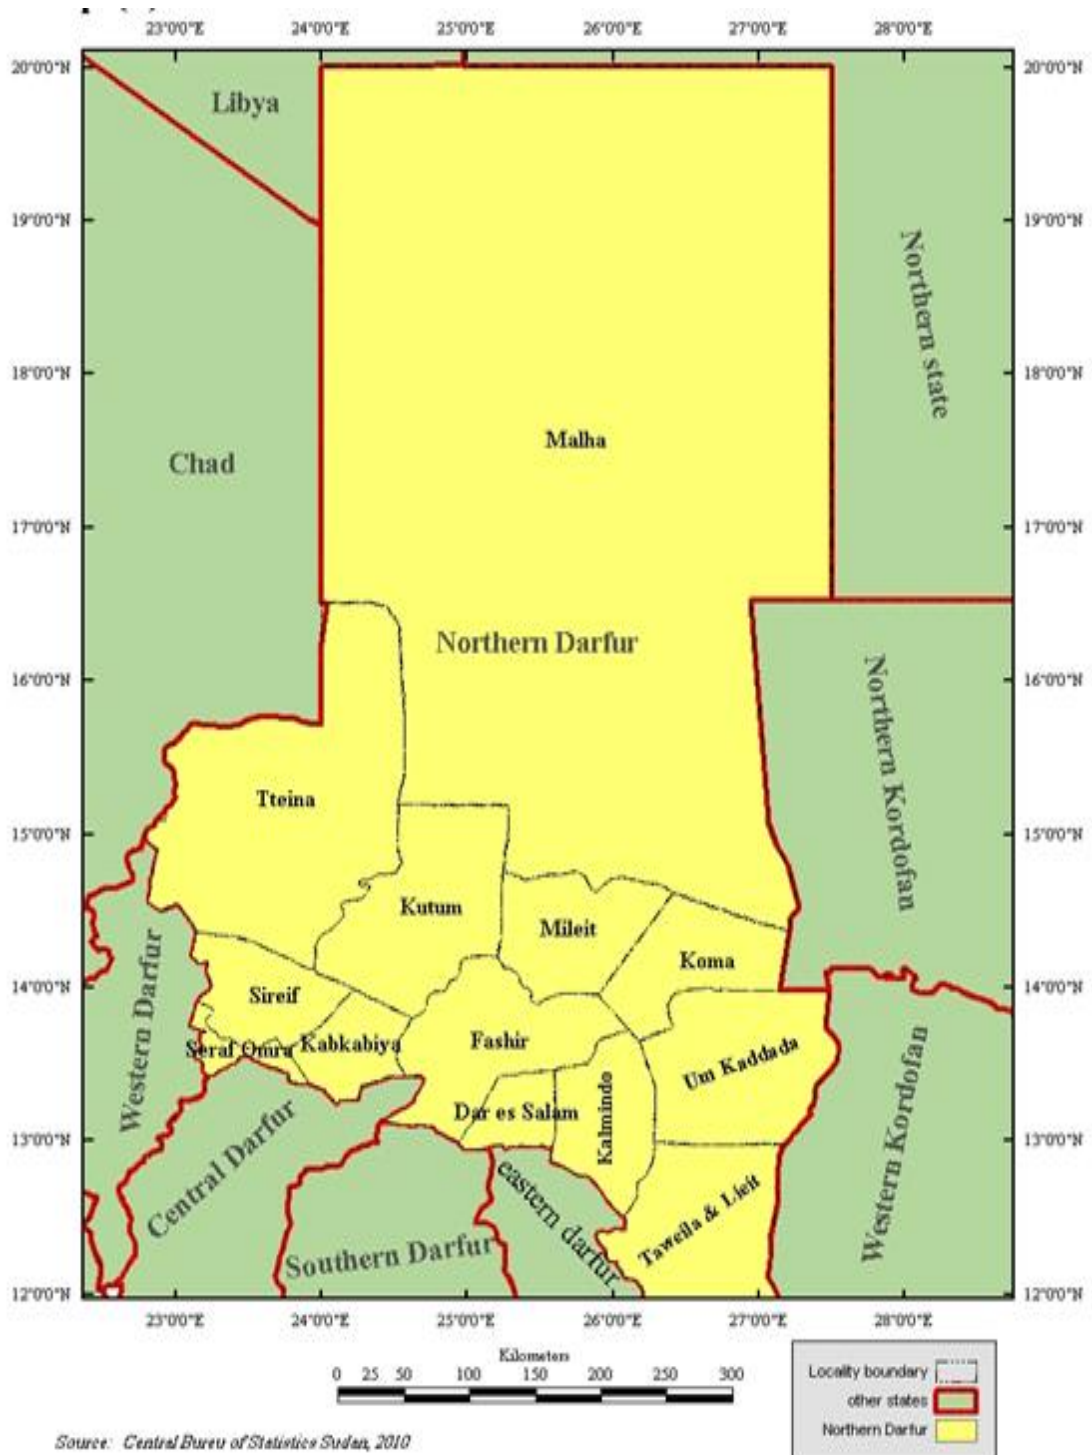 23°0'0"E 24°0'0"E 25°0'0"E 26°0'0"E 27°0'0"E 28°0'0"E
20°0'0"N 20°0'0"N
Libya
19°0'0"N 19°0'0"N
Northern state
18°0'0"N 18°0'0"N
Malha
Chad
17°0'0"N 17°0'0"N
Northern Darfur
16°0'0"N 16°0'0"N
Northern Kordofan
Tteina
15°0'0"N 15°0'0"N
Kutum
Mileit
Koma
Western Darfur
14°0'0"N 14°0'0"N
Sireif
Seraf Omra
Kabkabiya
Fashir
Um Kaddada
Dar es Salam
Kalmindo
13°0'0"N 13°0'0"N
Central Darfur
Western Kordofan
eastern darfur
Taweila & Lieit
Southern Darfur
12°0'0"N 12°0'0"N
23°0'0"E 24°0'0"E 25°0'0"E 26°0'0"E 27°0'0"E 28°0'0"E
Kilometers
0 25 50 100 150 200 250 300
Locality boundary
other states
Northern Darfur
Source: Central Bureu of Statistics Sudan, 2010